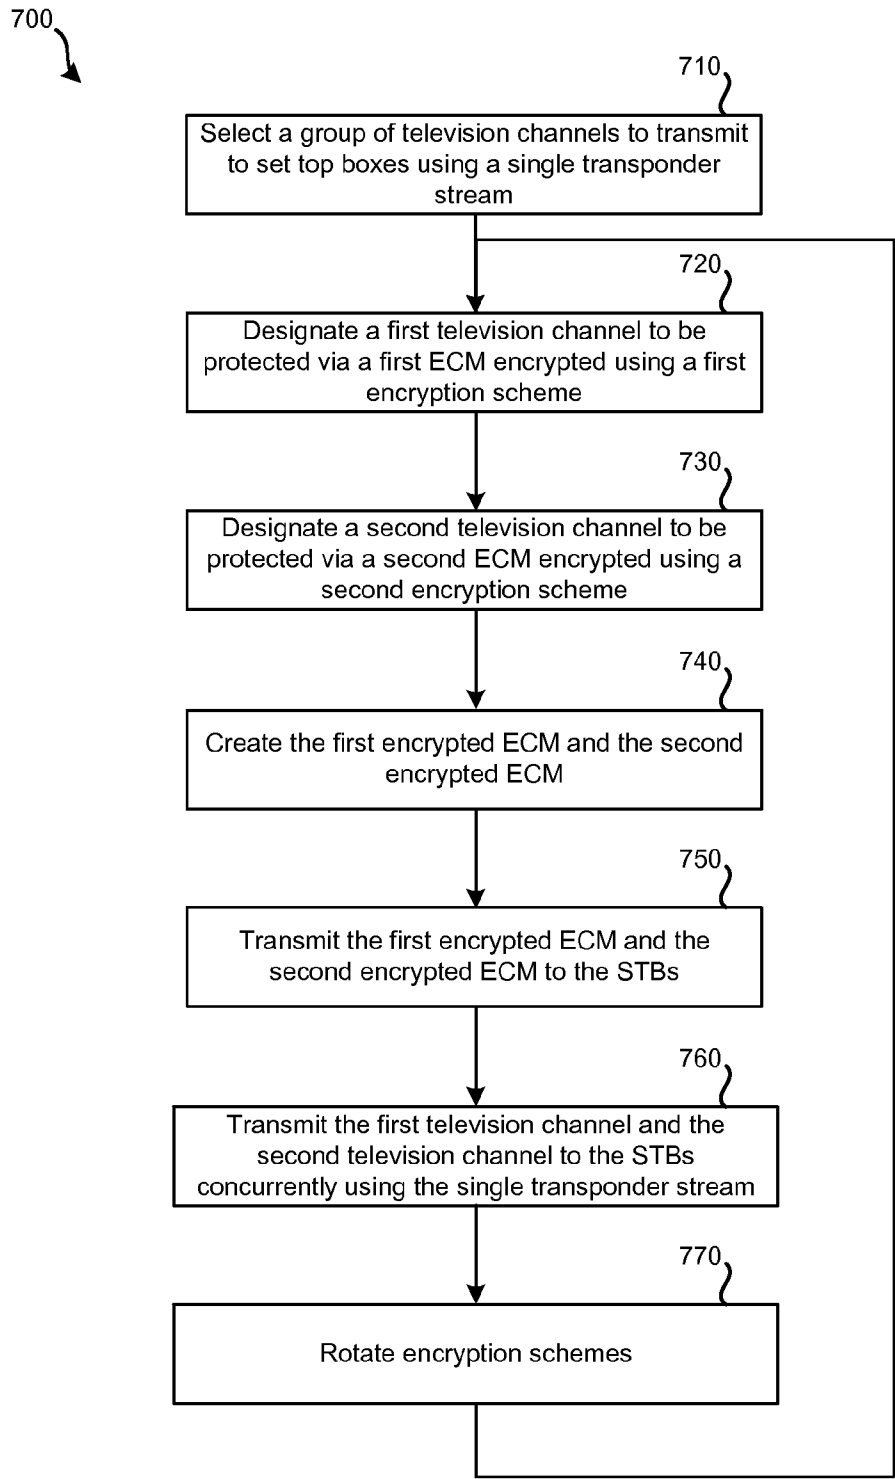 700
710
Select a group of television channels to transmit
to set top boxes using a single transponder
stream
720
Designate a first television channel to be
protected via a first ECM encrypted using a first
encryption scheme
730
Designate a second television channel to be
protected via a second ECM encrypted using a
second encryption scheme
740
Create the first encrypted ECM and the second
encrypted ECM
750
Transmit the first encrypted ECM and the
second encrypted ECM to the STBs
760
Transmit the first television channel and the
second television channel to the STBs
concurrently using the single transponder stream
770
Rotate encryption schemes